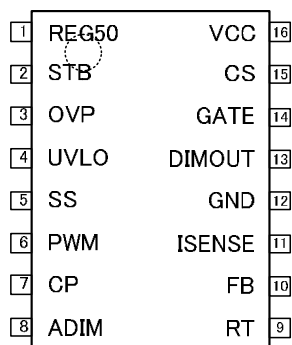 1 REG50 VCC 16
2 STB CS 15
3 OVP GATE 14
4 UVLO DIMOUT 13
5 SS GND 12
6 PWM ISENSE 11
7 CP FB 10
8 ADIM RT 9